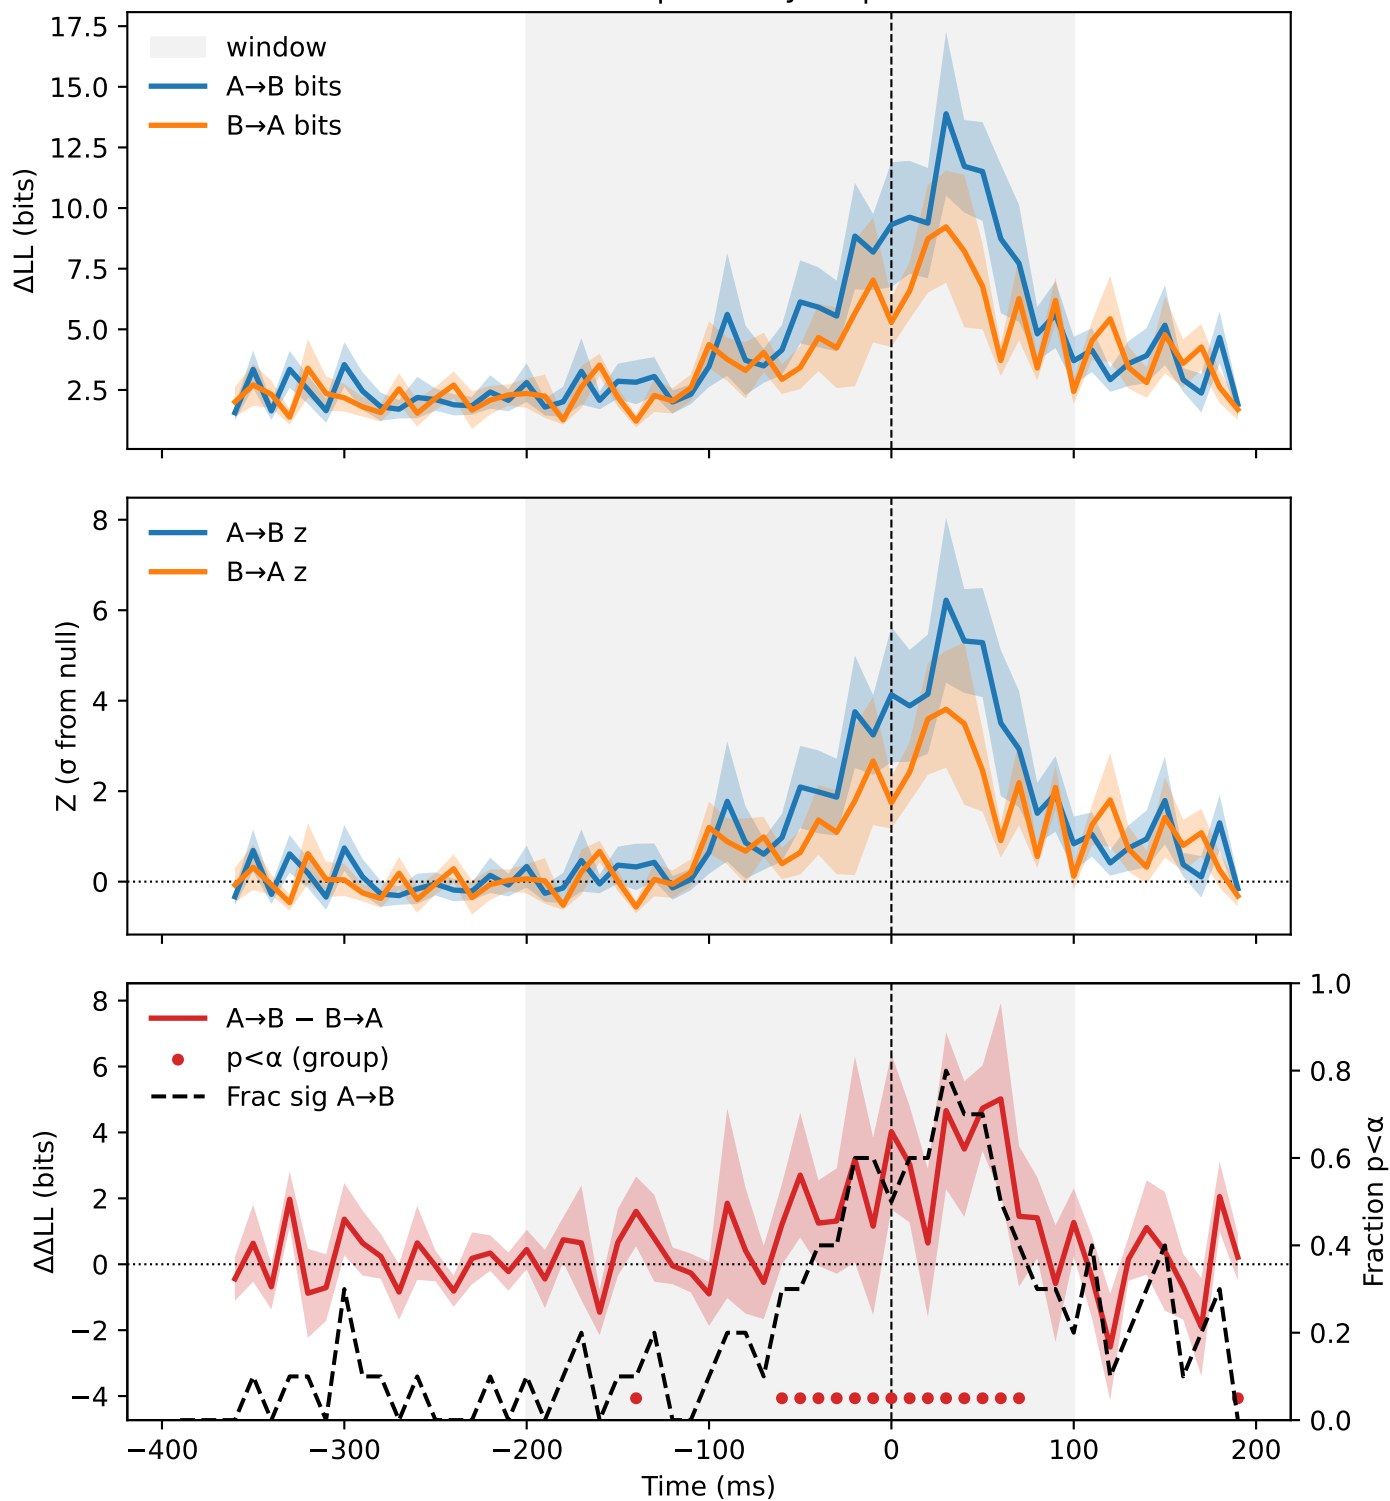 17.5
15.0
12.5
10.0
7.5
5.0
2.5
ΔLL (bits)
window
A→B bits
B→A bits
8
6
4
2
0
Z (σ from null)
A→B z
B→A z
8
6
4
2
0
−2
−4
ΔΔLL (bits)
A→B − B→A
p<α (group)
Frac sig A→B
1.0
0.8
0.6
0.4
0.2
0.0
Fraction p<α
−400
−300
−200
−100
0
100
200
Time (ms)